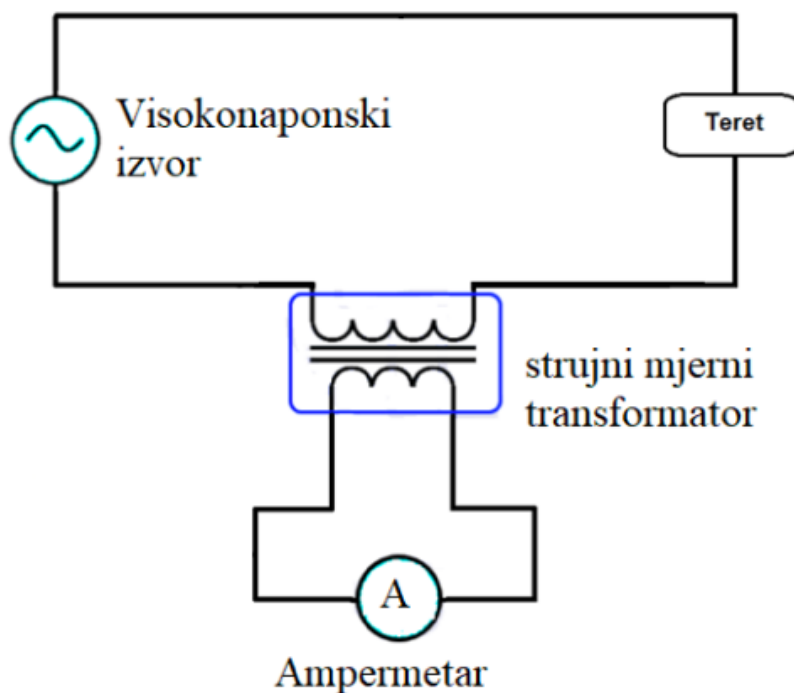 Visokonaponski
izvor
Teret
strujni mjerni
transformator
A
Ampermetar